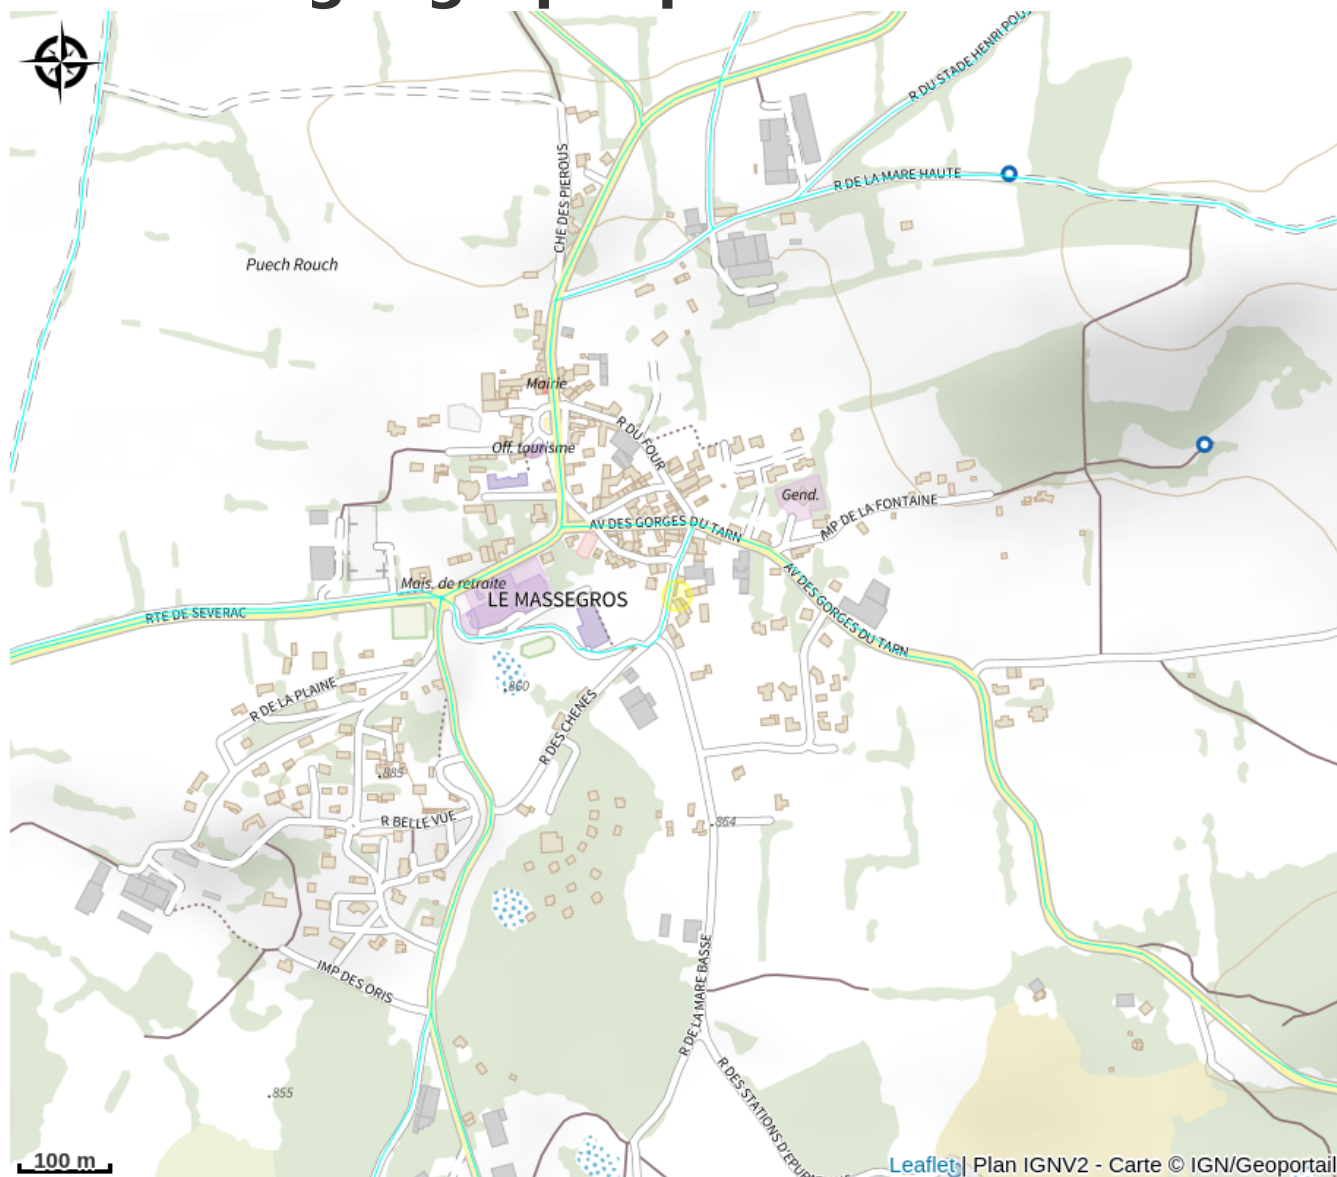 R DU STADE HENRI
CHE DES PIEROUS
R DE LA MARE HAUTE
Puech Rouch
Mairie
R DU FOUR
Off. tourisme
Gend.
IMP DE LA FONTAINE
AV DES GORGES DU TARN
Mais. de retraite
LE MASSEGROS
AV DES GORGES DU TARN
RTE DE SEVERAC
R DE LA PLAINE
.860
R DES CHENES
.885
R BELLE VUE
.864
IMP DES ORIS
R DE LA MARE BASSE
R DES STATIONS
.855
100 m
Leaflet | Plan IGNV2 - Carte © IGN/Geoportail